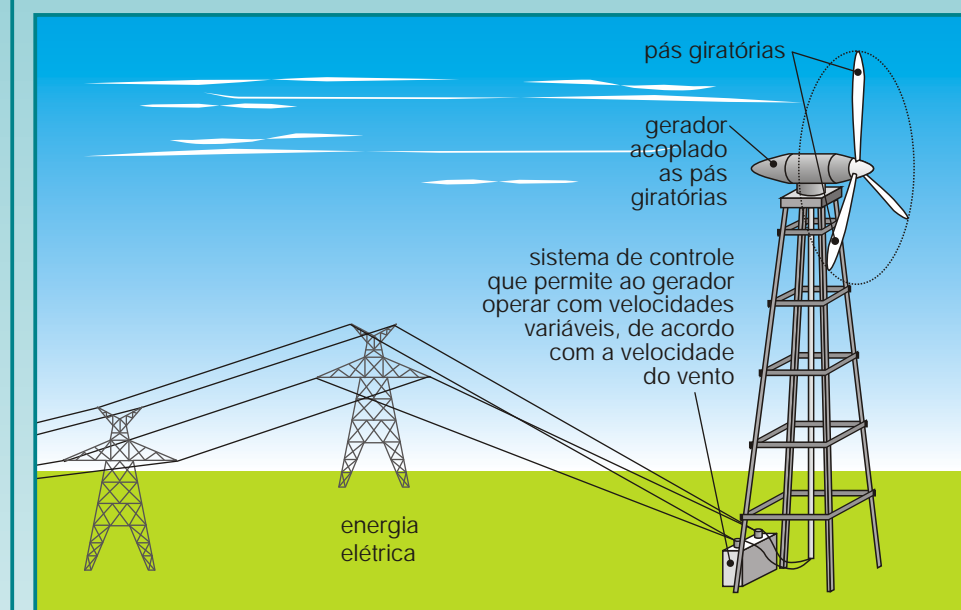 pás giratórias
gerador
acoplado
as pás
giratórias
sistema de controle
que permite ao gerador
operar com velocidades
variáveis, de acordo
com a velocidade
do vento
energia
elétrica